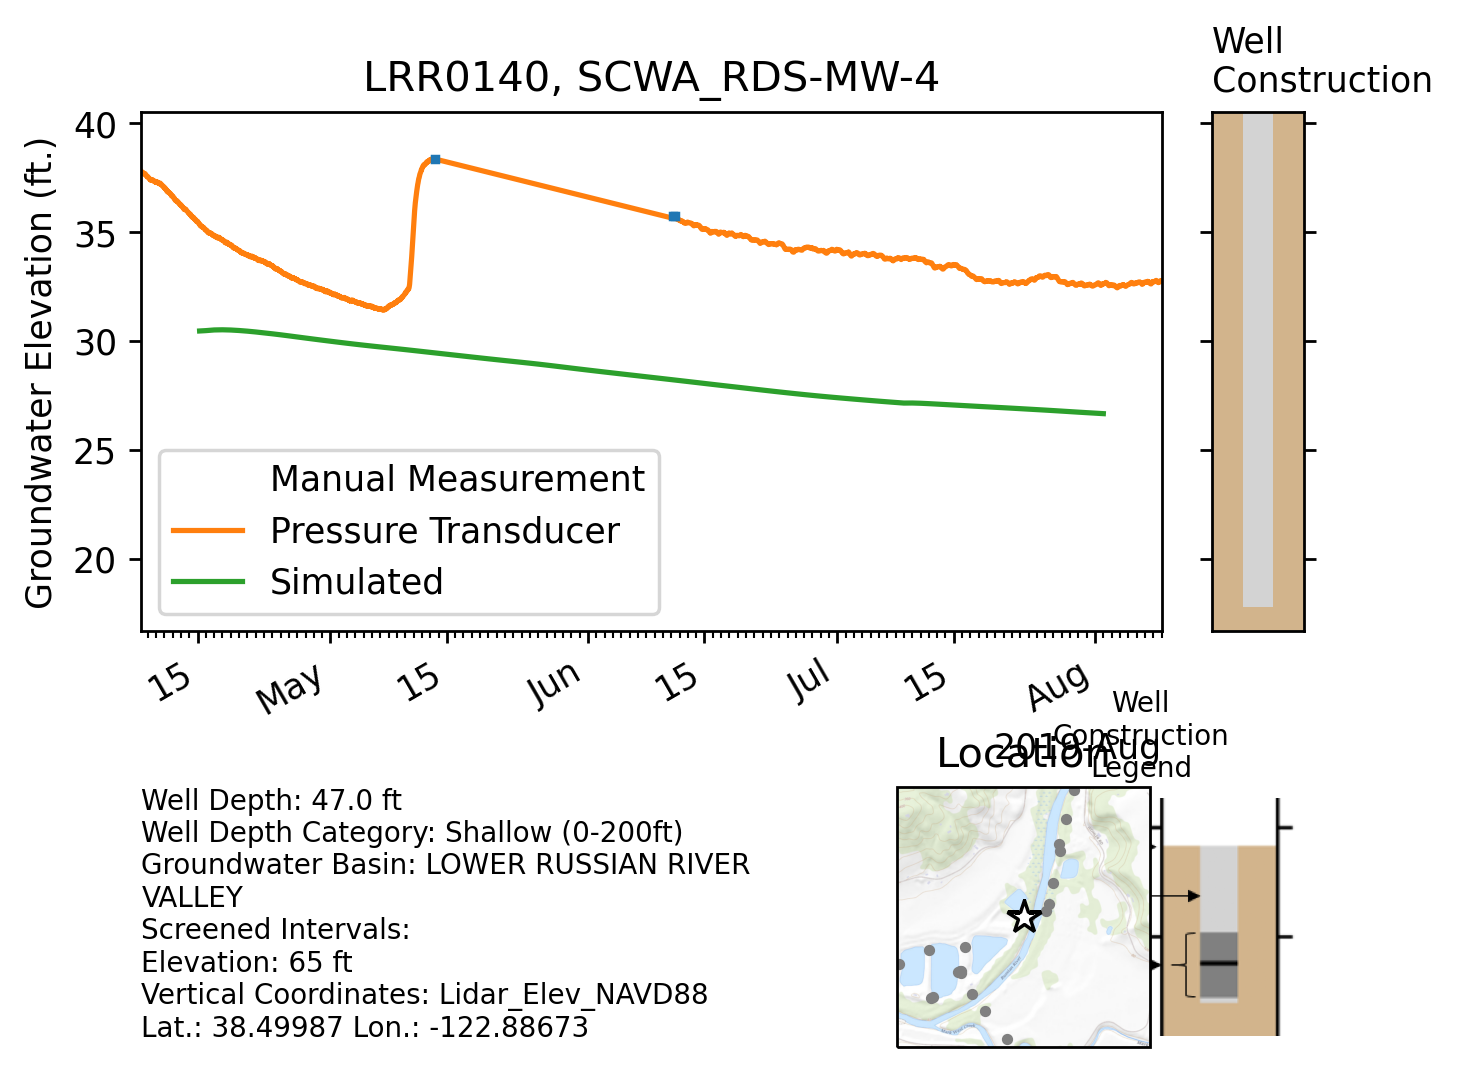 Well
Construction
LRR0140, SCWA_RDS-MW-4
Groundwater Elevation (ft.)
40
35
30
25
20
Manual Measurement
Pressure Transducer
Simulated
15
May
15
Jun
15
Jul
15
Aug
2019-Aug
Location
Well
Construction
Legend
Well Depth: 47.0 ft
Well Depth Category: Shallow (0-200ft)
Groundwater Basin: LOWER RUSSIAN RIVER
VALLEY
Screened Intervals:
Elevation: 65 ft
Vertical Coordinates: Lidar_Elev_NAVD88
Lat.: 38.49987 Lon.: -122.88673